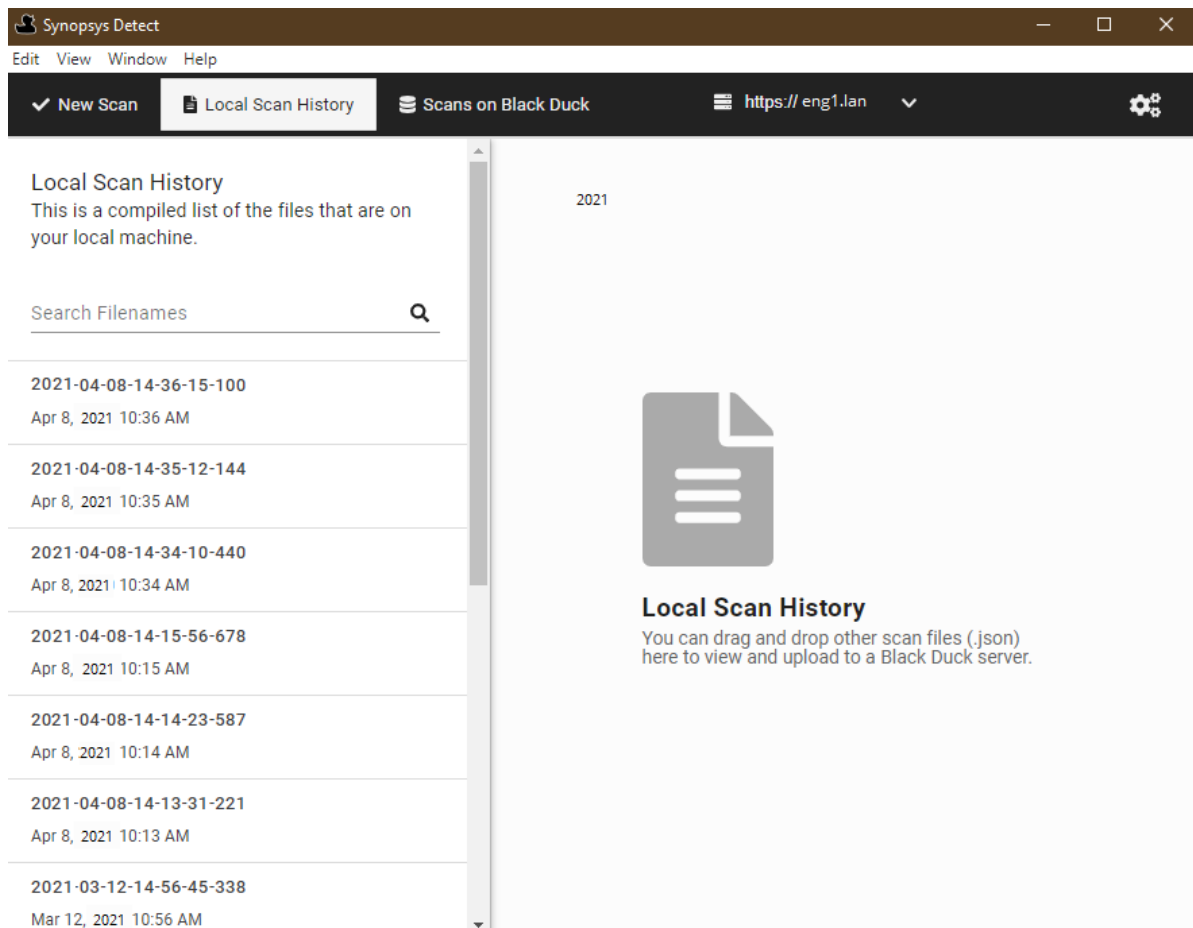 Synopsys Detect
Edit View Window Help
New Scan Local Scan History Scans on Black Duck https:// eng1.lan
Local Scan History
This is a compiled list of the files that are on
your local machine.
Search Filenames
2021-04-08-14-36-15-100
Apr 8, 2021 10:36 AM
2021-04-08-14-35-12-144
Apr 8, 2021 10:35 AM
2021-04-08-14-34-10-440
Apr 8, 2021 10:34 AM
2021-04-08-14-15-56-678
Apr 8, 2021 10:15 AM
2021-04-08-14-14-23-587
Apr 8, 2021 10:14 AM
2021-04-08-14-13-31-221
Apr 8, 2021 10:13 AM
2021-03-12-14-56-45-338
Mar 12, 2021 10:56 AM
2021
Local Scan History
You can drag and drop other scan files (.json)
here to view and upload to a Black Duck server.